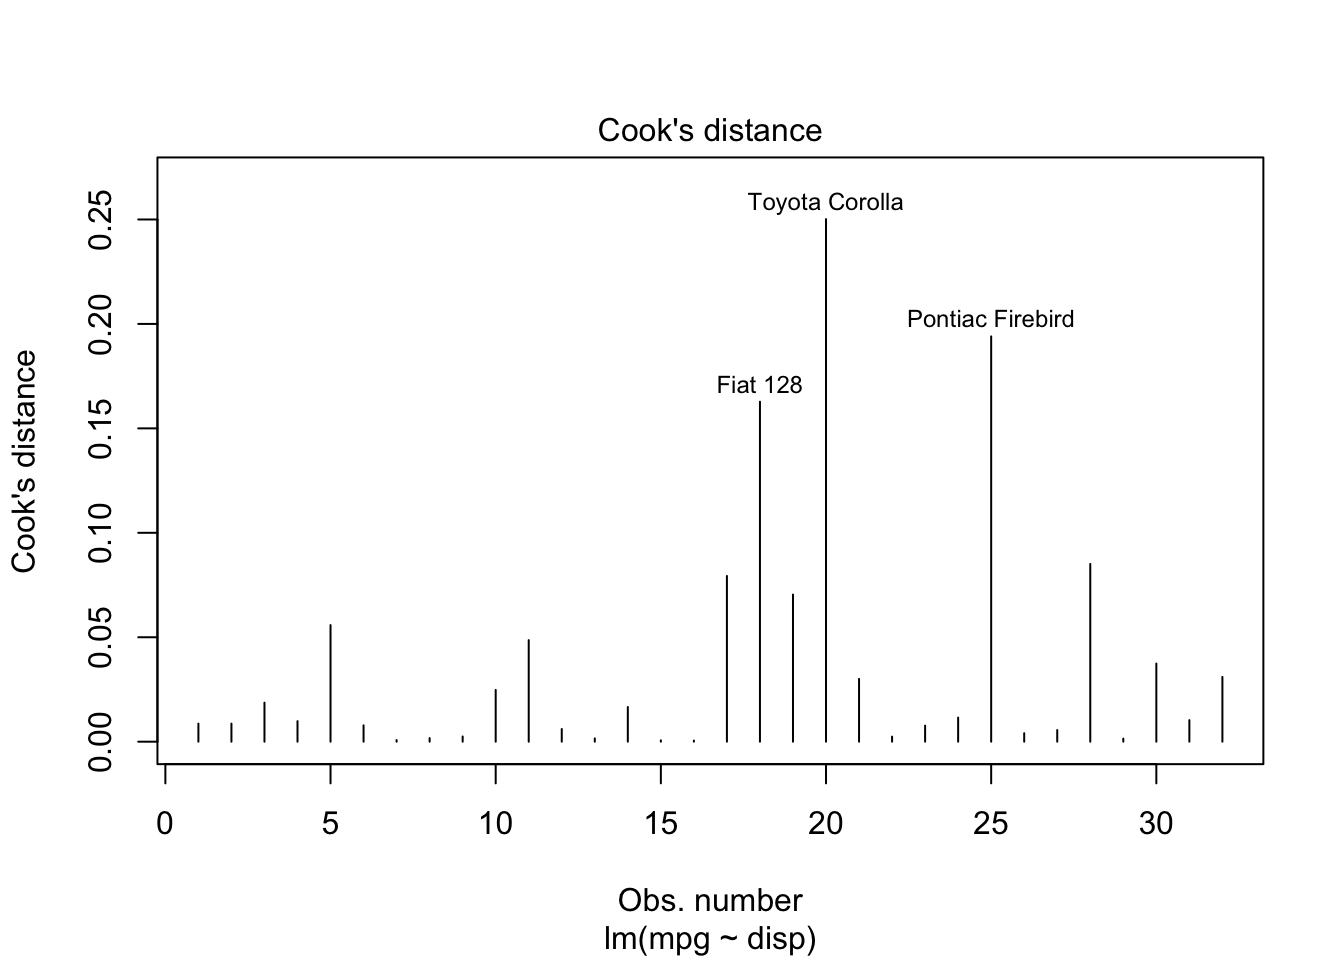 Cook's distance
Toyota Corolla
Pontiac Firebird
Fiat 128
Cook's distance
0.25
0.20
0.15
0.10
0.05
0.00
0 5 10 15 20 25 30
Obs. number
lm(mpg ~ disp)